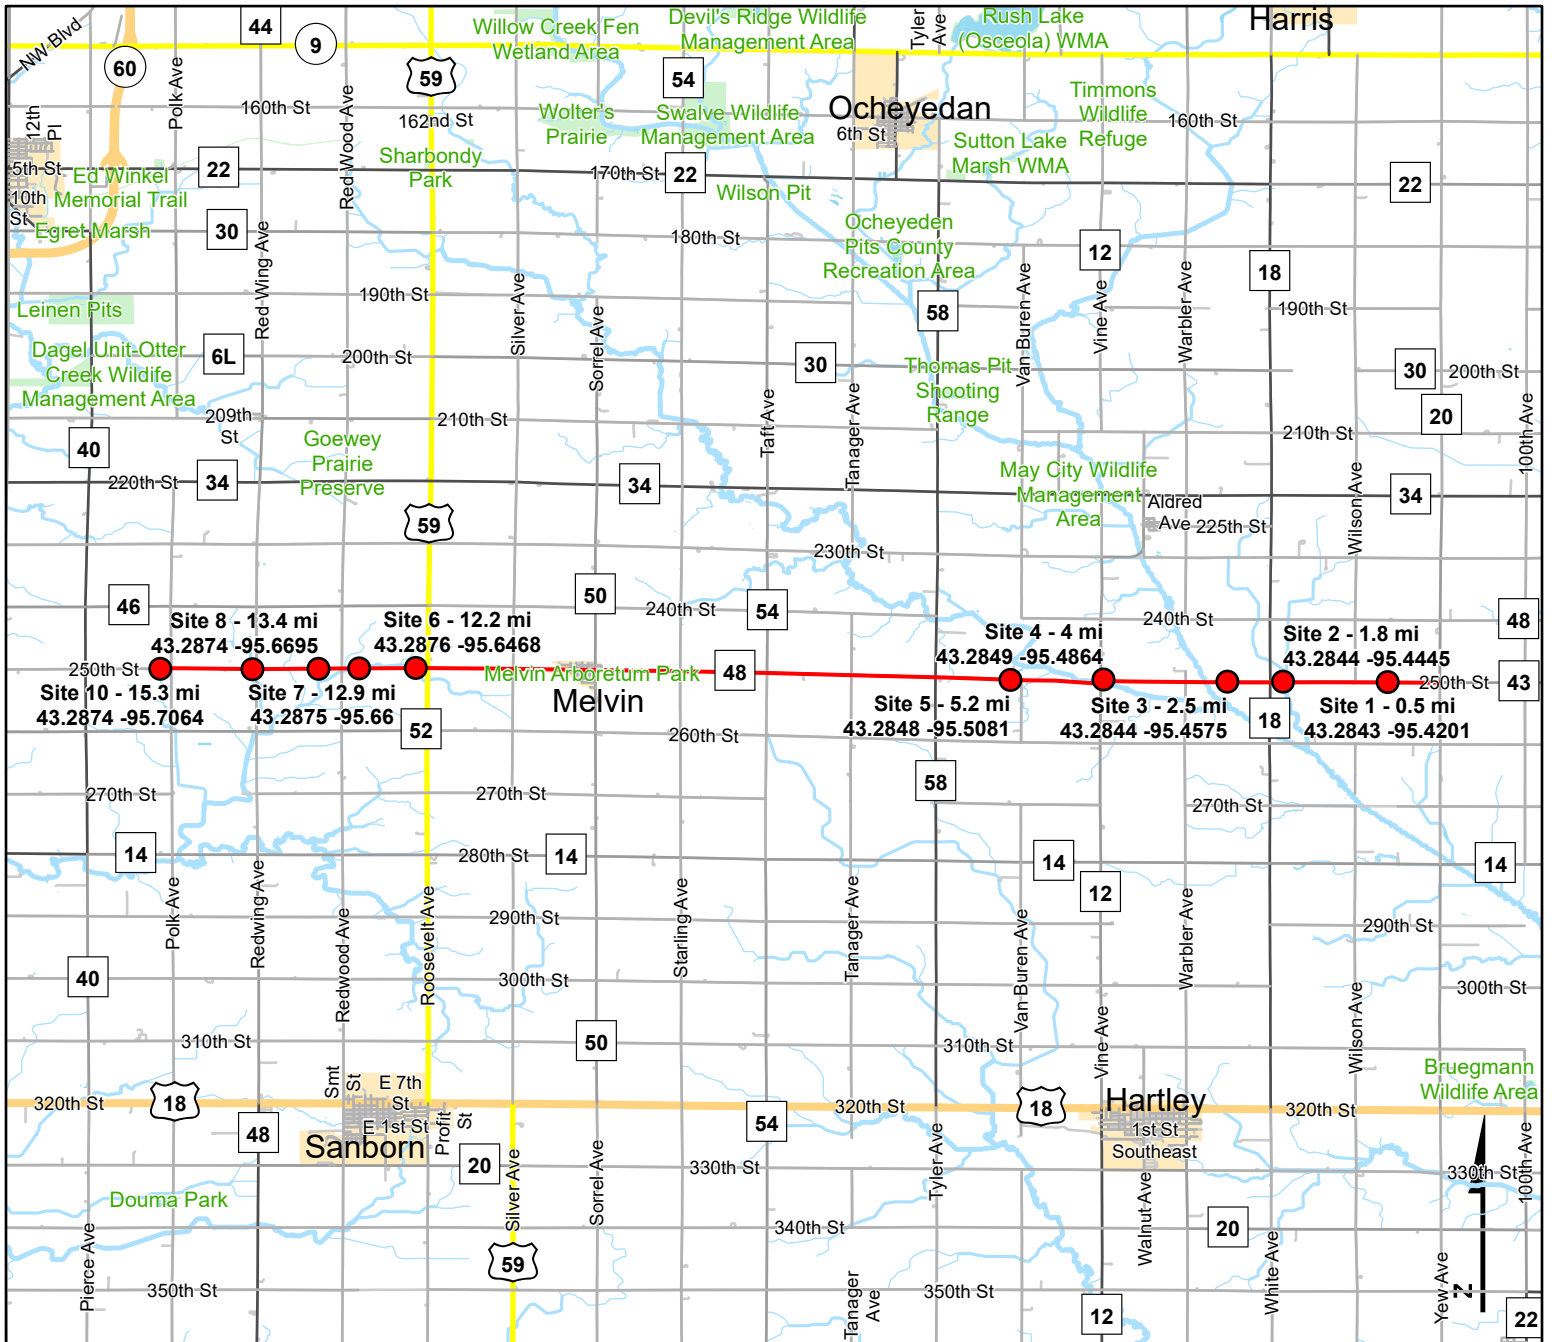 NW Blvd
44
9
60
59
Willow Creek Fen
Wetland Area
Devil's Ridge Wildlife
Management Area
Tyler
Ave
Rush Lake
(Osceola) WMA
Harris
54
12th
Pl
Polk Ave
160th St
Red Wood Ave
162nd St
Wolter's
Prairie
Swalve Wildlife
Management Area
Ocheyedan
6th St
Timmons
Wildlife
Refuge
160th St
Sutton Lake
Marsh WMA
5th St
10th
St
Ed Winkel
Memorial Trail
22
Sharbondy
Park
170th St
22
Wilson Pit
22
Egret Marsh
30
Red Wing Ave
180th St
Ocheyeden
Pits County
Recreation Area
12
18
Leinen Pits
190th St
Silver Ave
Sorrel Ave
58
Van Buren Ave
Vine Ave
Warbler Ave
190th St
Dagel Unit-Otter
Creek Wildife
Management Area
6L
200th St
30
Thomas Pit
Shooting
Range
30
200th St
20
209th
St
210th St
Taft Ave
Tanager Ave
210th St
100th Ave
40
Goewey
Prairie
Preserve
220th St
34
34
May City Wildlife
Management
Area
34
Aldred
Ave
225th St
Wilson Ave
59
230th St
46
50
240th St
54
240th St
48
Site 8 - 13.4 mi
43.2874 -95.6695
Site 6 - 12.2 mi
43.2876 -95.6468
Site 4 - 4 mi
43.2849 -95.4864
Site 2 - 1.8 mi
43.2844 -95.4445
250th St
Melvin Arboretum Park
48
250th St
43
Site 10 - 15.3 mi
43.2874 -95.7064
Site 7 - 12.9 mi
43.2875 -95.66
Melvin
Site 5 - 5.2 mi
43.2848 -95.5081
Site 3 - 2.5 mi
43.2844 -95.4575
18
Site 1 - 0.5 mi
43.2843 -95.4201
52
260th St
58
270th St
270th St
270th St
14
280th St
14
14
12
14
Polk Ave
Redwing Ave
Redwood Ave
Roosevelt Ave
290th St
Starling Ave
Tanager Ave
Van Buren Ave
Warbler Ave
290th St
40
300th St
300th St
310th St
50
310th St
Vine Ave
Wilson Ave
Smt
St
E 7th
St
Bruegmann
Wildlife Area
320th St
18
320th St
18
Hartley
320th St
48
E 1st St
Sanborn
Profit
St
54
1st St
Southeast
20
330th St
330th St
100th Ave
Douma Park
Silver Ave
Sorrel Ave
Tyler Ave
Walnut Ave
Pierce Ave
340th St
20
59
White Ave
Yew Ave
350th St
Tanager
Ave
350th St
12
N
22